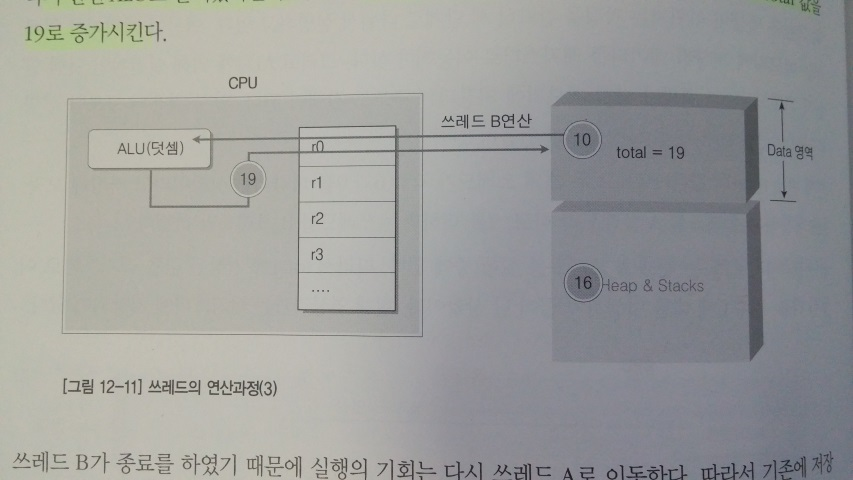 값을
19로 증가시킨다.
CPU
쓰레드 B연산
ALU(덧셈)
r0
10
total = 19
Data 영역
19
r1
r2
r3
16
Heap & Stacks
....
[그림 12-11] 쓰레드의 연산과정(3)
쓰레드 B가 종료를 하였기 때문에 실행의 기회는 다시 쓰레드 A로 이동한다. 따라서 기존에 저장